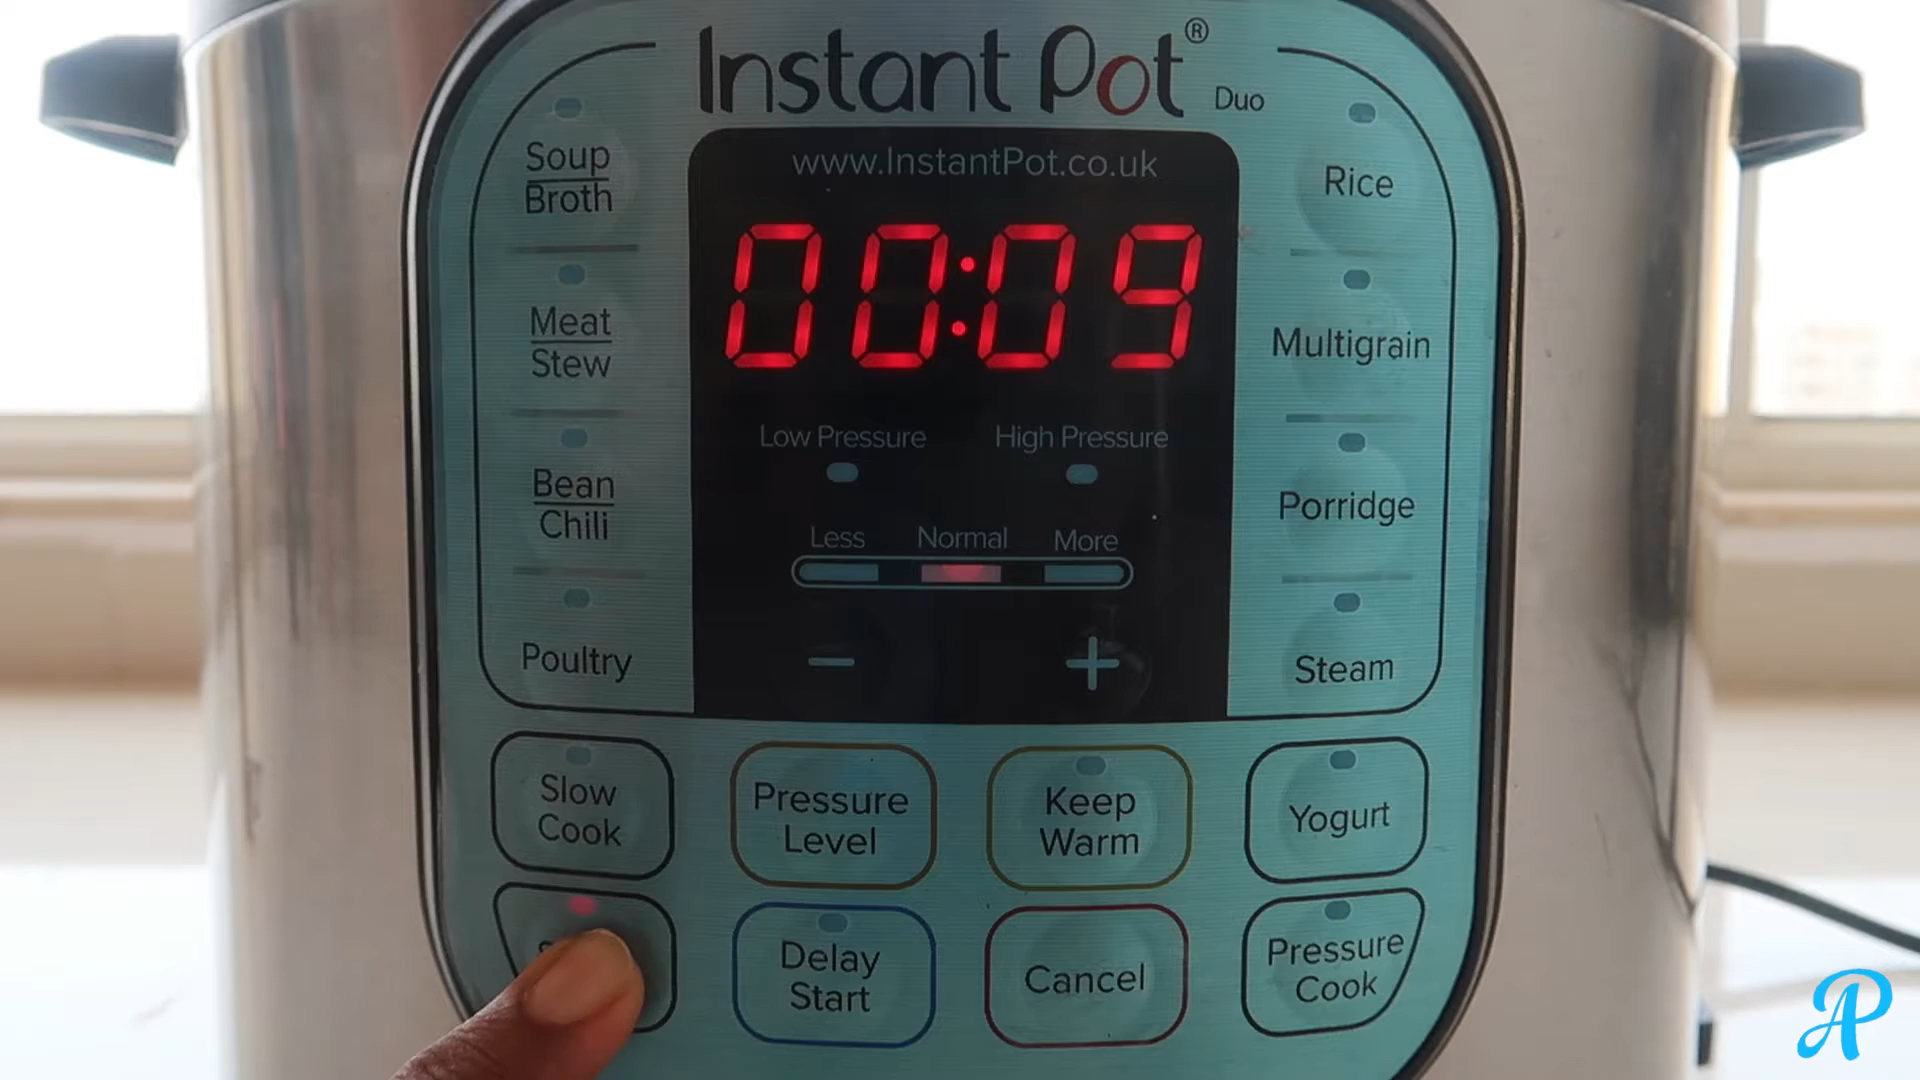 Instant Pot® Duo
www.InstantPot.co.uk
00:09
Soup
Broth
Meat
Stew
Bean
Chili
Poultry
Low Pressure
High Pressure
Less
Normal
More
−
+
Rice
Multigrain
Porridge
Steam
Slow
Cook
Pressure
Level
Keep
Warm
Yogurt
Delay
Start
Cancel
Pressure
Cook
AP